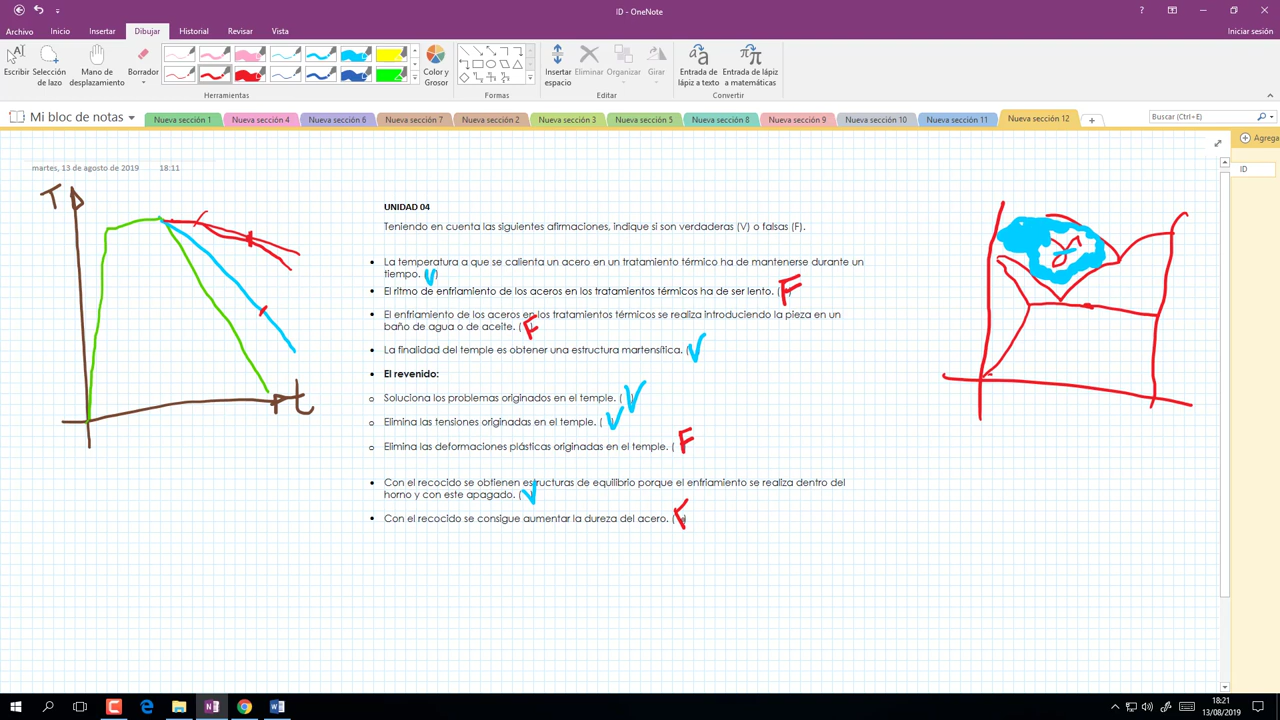 ID - OneNote
?
Archivo Inicio Insertar Dibujar Historial Revisar Vista Iniciar sesión
Escribir Selección de lazo Mano de desplazamiento Borrador Color y Grosor Insertar espacio Eliminar Organizar Girar Entrada de lápiz a texto Entrada de lápiz a matemáticas
Herramientas Formas Editar Convertir
Mi bloc de notas Nueva sección 1 Nueva sección 4 Nueva sección 6 Nueva sección 7 Nueva sección 2 Nueva sección 3 Nueva sección 5 Nueva sección 8 Nueva sección 9 Nueva sección 10 Nueva sección 11 Nueva sección 12 Buscar (Ctrl+E)
Agrega
ID
martes, 13 de agosto de 2019 18:11
T
t
γ
UNIDAD 04
Teniendo en cuenta las siguientes afirmaciones, indique si son verdaderas (V) o falsas (F).
• La temperatura a que se calienta un acero en un tratamiento térmico ha de mantenerse durante un
tiempo. (V)
• El ritmo de enfriamiento de los aceros en los tratamientos térmicos ha de ser lento. (F)
• El enfriamiento de los aceros en los tratamientos térmicos se realiza introduciendo la pieza en un
baño de agua o de aceite. (F)
• La finalidad del temple es obtener una estructura martensítica. (V
• El revenido:
o Soluciona los problemas originados en el temple. (V)
o Elimina las tensiones originadas en el temple. (V)
o Elimina las deformaciones plásticas originadas en el temple. (F
• Con el recocido se obtienen estructuras de equilibrio porque el enfriamiento se realiza dentro del
horno y con este apagado. (V
• Con el recocido se consigue aumentar la dureza del acero. (F)
18:21
13/08/2019